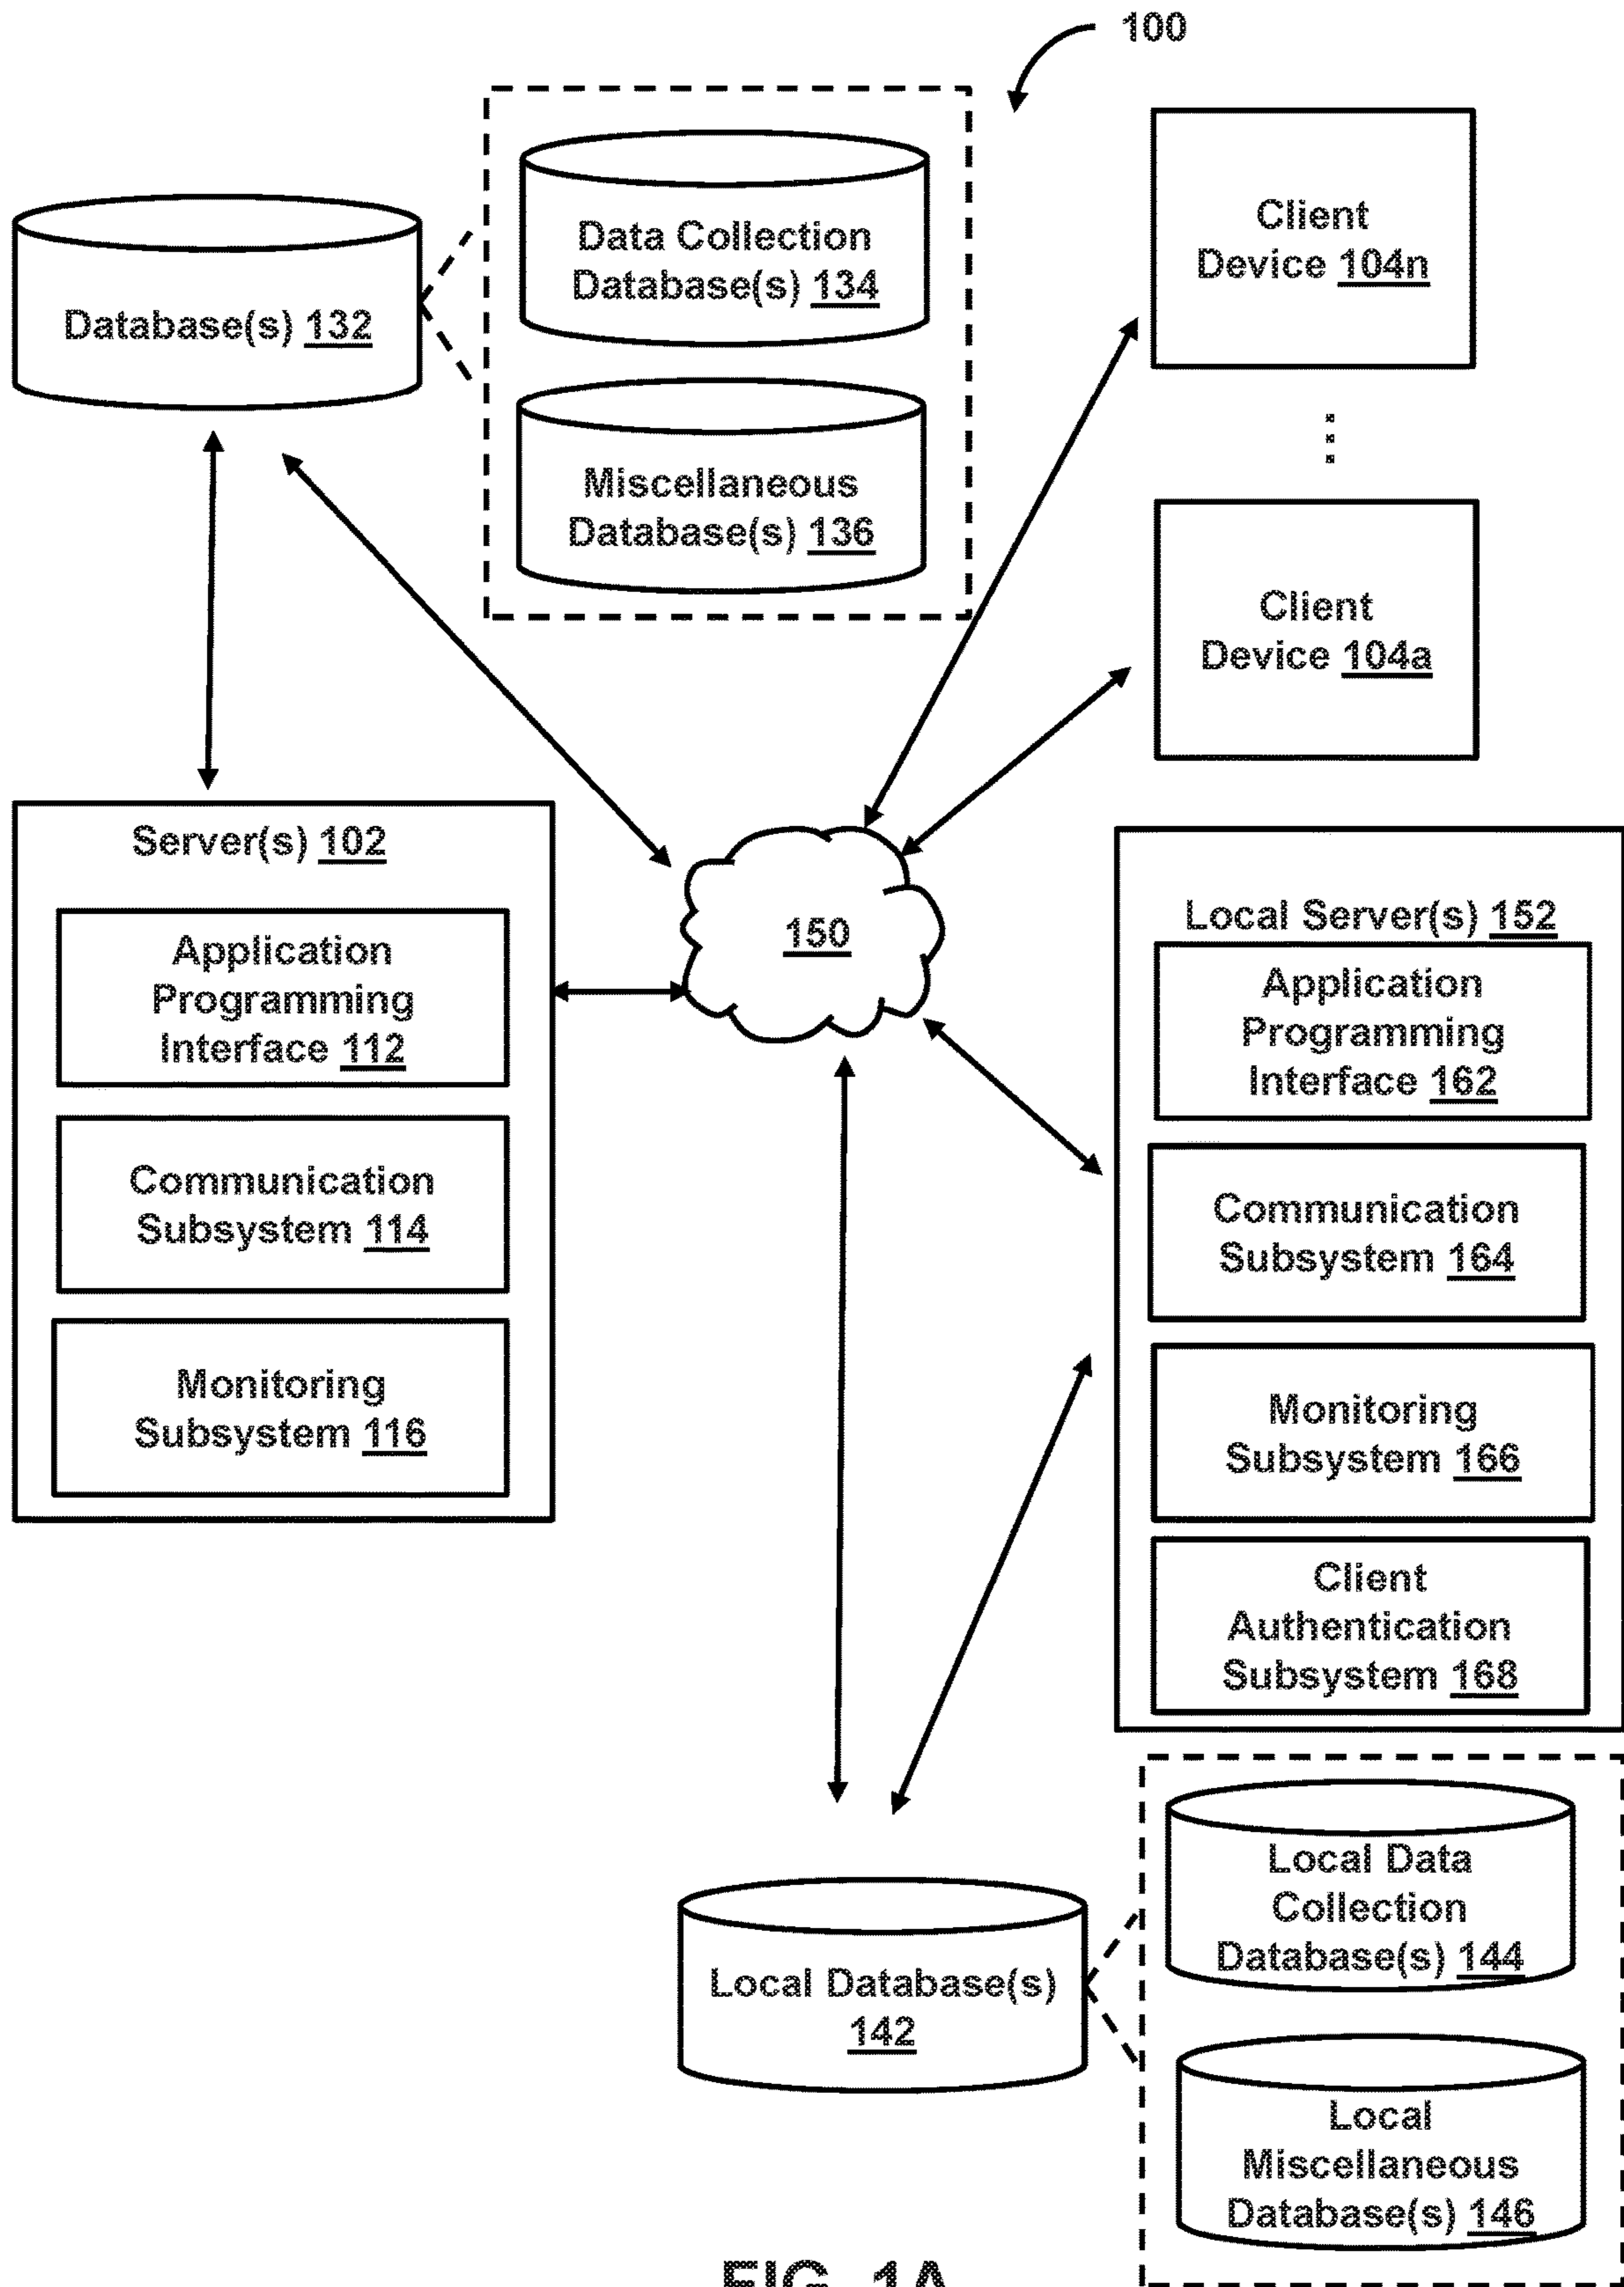 100
Data Collection
Database(s) 134
Database(s) 132
Miscellaneous
Database(s) 136
Client
Device 104n
Client
Device 104a
Server(s) 102
Application
Programming
Interface 112
Communication
Subsystem 114
Monitoring
Subsystem 116
150
Local Server(s) 152
Application
Programming
Interface 162
Communication
Subsystem 164
Monitoring
Subsystem 166
Client
Authentication
Subsystem 168
Local Database(s)
142
Local Data
Collection
Database(s) 144
Local
Miscellaneous
Database(s) 146
FIG. 1A